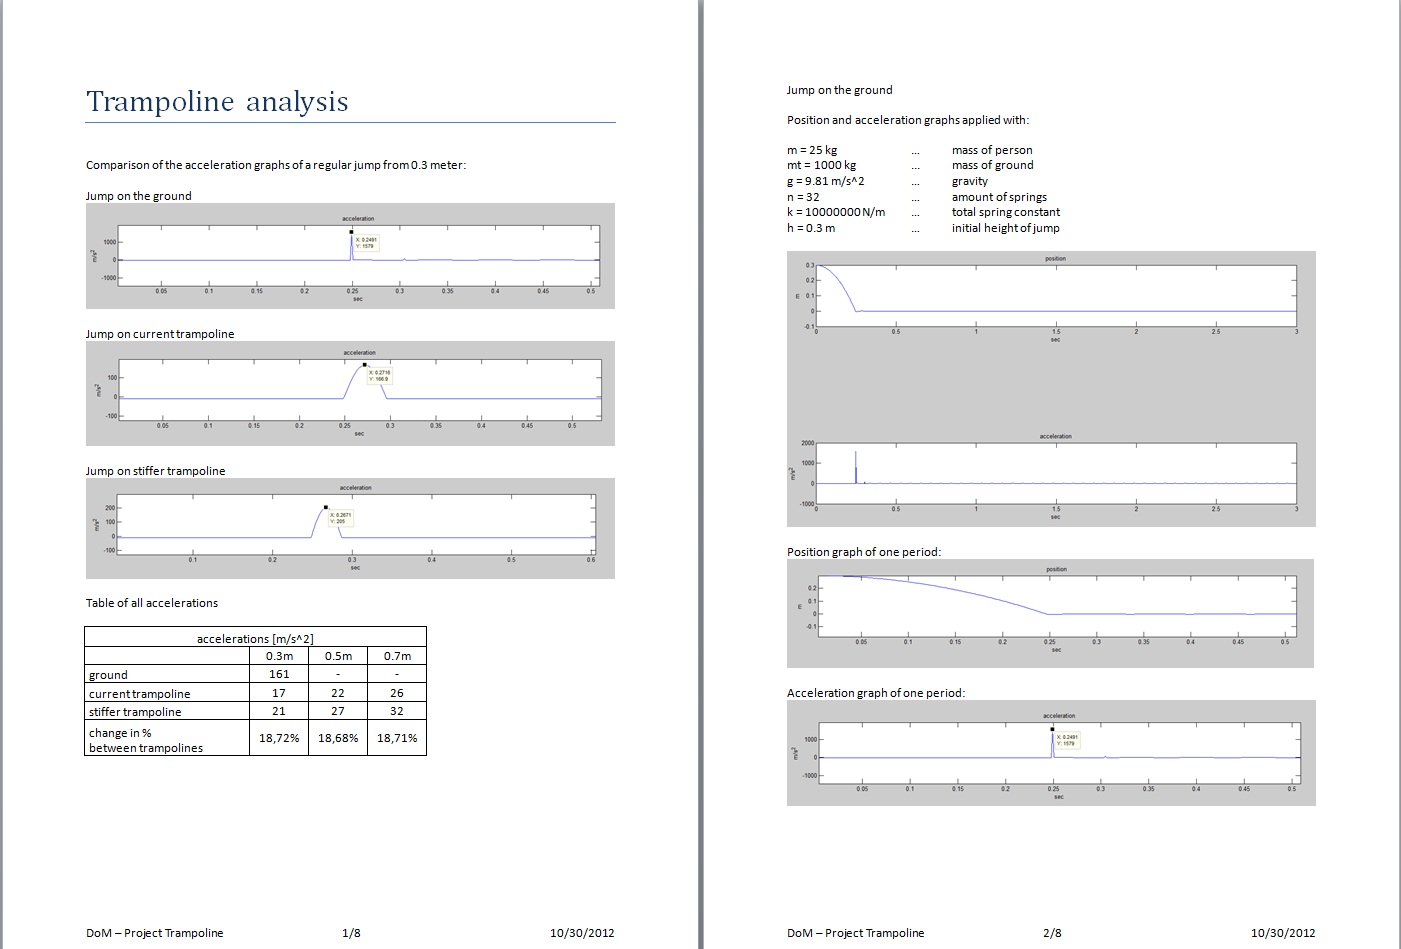 Trampoline analysis
Comparison of the acceleration graphs of a regular jump from 0.3 meter:
Jump on the ground
acceleration
X: 0.2491
Y: 1579
1000
0
-1000
m/s²
0.05 0.1 0.15 0.2 0.25 0.3 0.35 0.4 0.45 0.5
sec
Jump on current trampoline
acceleration
X: 0.2716
Y: 166.9
100
0
-100
m/s²
0.05 0.1 0.15 0.2 0.25 0.3 0.35 0.4 0.45 0.5
sec
Jump on stiffer trampoline
acceleration
X: 0.2671
Y: 205
200
100
0
-100
m/s²
0.1 0.2 0.3 0.4 0.5 0.6
sec
Table of all accelerations
accelerations [m/s^2]
0.3m 0.5m 0.7m
ground 161 - -
current trampoline 17 22 26
stiffer trampoline 21 27 32
change in %
between trampolines 18,72% 18,68% 18,71%
DoM – Project Trampoline 1/8 10/30/2012
Jump on the ground
Position and acceleration graphs applied with:
m = 25 kg ... mass of person
mt = 1000 kg ... mass of ground
g = 9.81 m/s^2 ... gravity
n = 32 ... amount of springs
k = 10000000 N/m ... total spring constant
h = 0.3 m ... initial height of jump
position
0.3
0.2
0.1
0
-0.1
m
0 0.5 1 1.5 2 2.5 3
sec
acceleration
2000
1000
0
-1000
m/s²
0 0.5 1 1.5 2 2.5 3
sec
Position graph of one period:
position
0.2
0.1
0
-0.1
m
0.05 0.1 0.15 0.2 0.25 0.3 0.35 0.4 0.45 0.5
sec
Acceleration graph of one period:
acceleration
X: 0.2491
Y: 1579
1000
0
-1000
m/s²
0.05 0.1 0.15 0.2 0.25 0.3 0.35 0.4 0.45 0.5
sec
DoM – Project Trampoline 2/8 10/30/2012